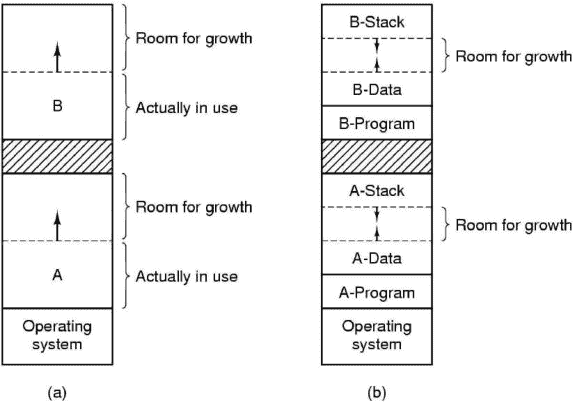 Room for growth
B
Actually in use
Room for growth
A
Actually in use
Operating
system
(a)
B-Stack
Room for growth
B-Data
B-Program
A-Stack
Room for growth
A-Data
A-Program
Operating
system
(b)